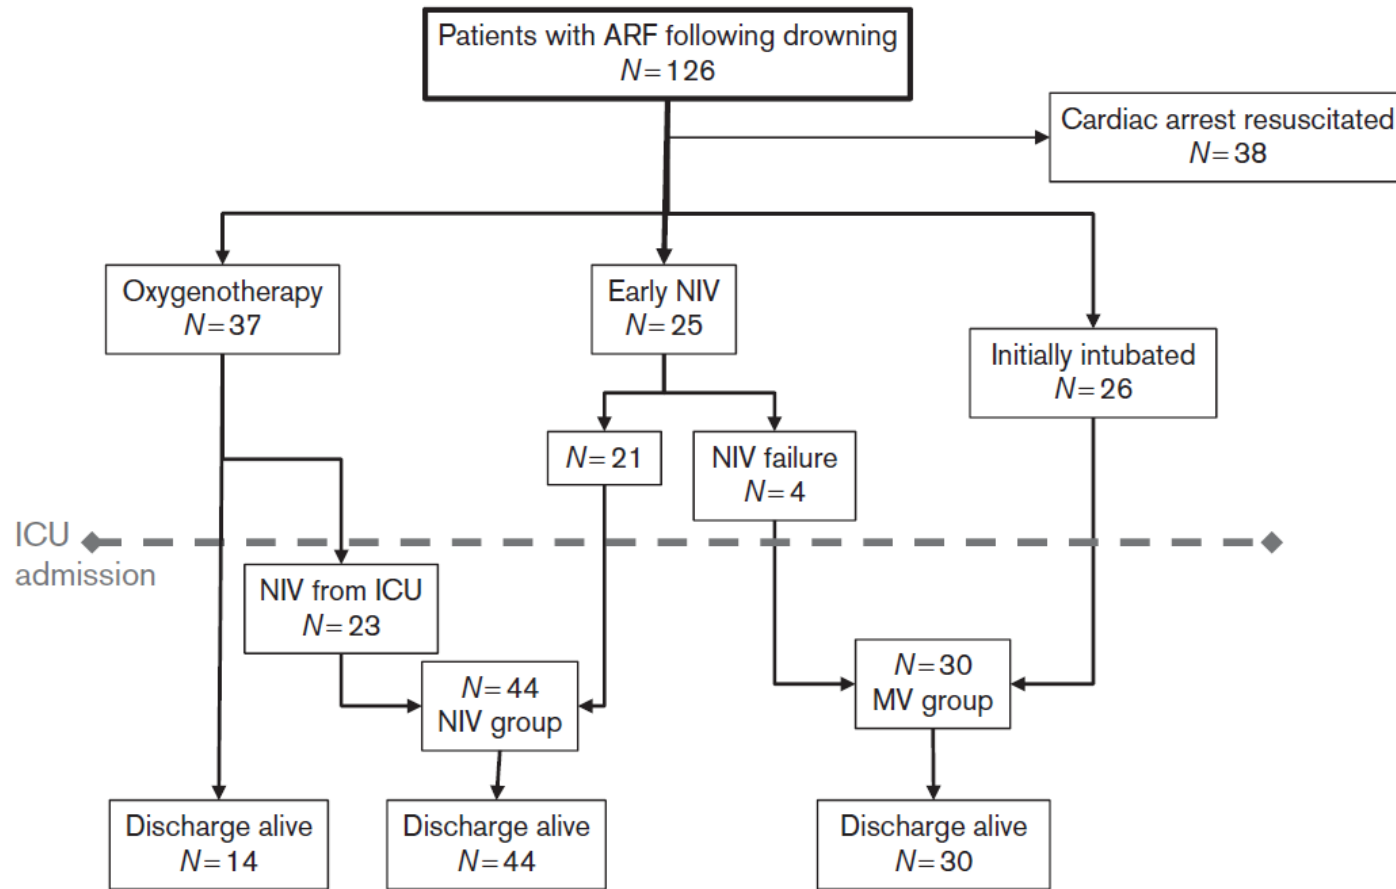 Patients with ARF following drowning
N=126
Cardiac arrest resuscitated
N=38
Oxygenotherapy
N=37
Early NIV
N=25
Initially intubated
N=26
N=21
NIV failure
N=4
ICU
admission
NIV from ICU
N=23
N=44
NIV group
N=30
MV group
Discharge alive
N=14
Discharge alive
N=44
Discharge alive
N=30